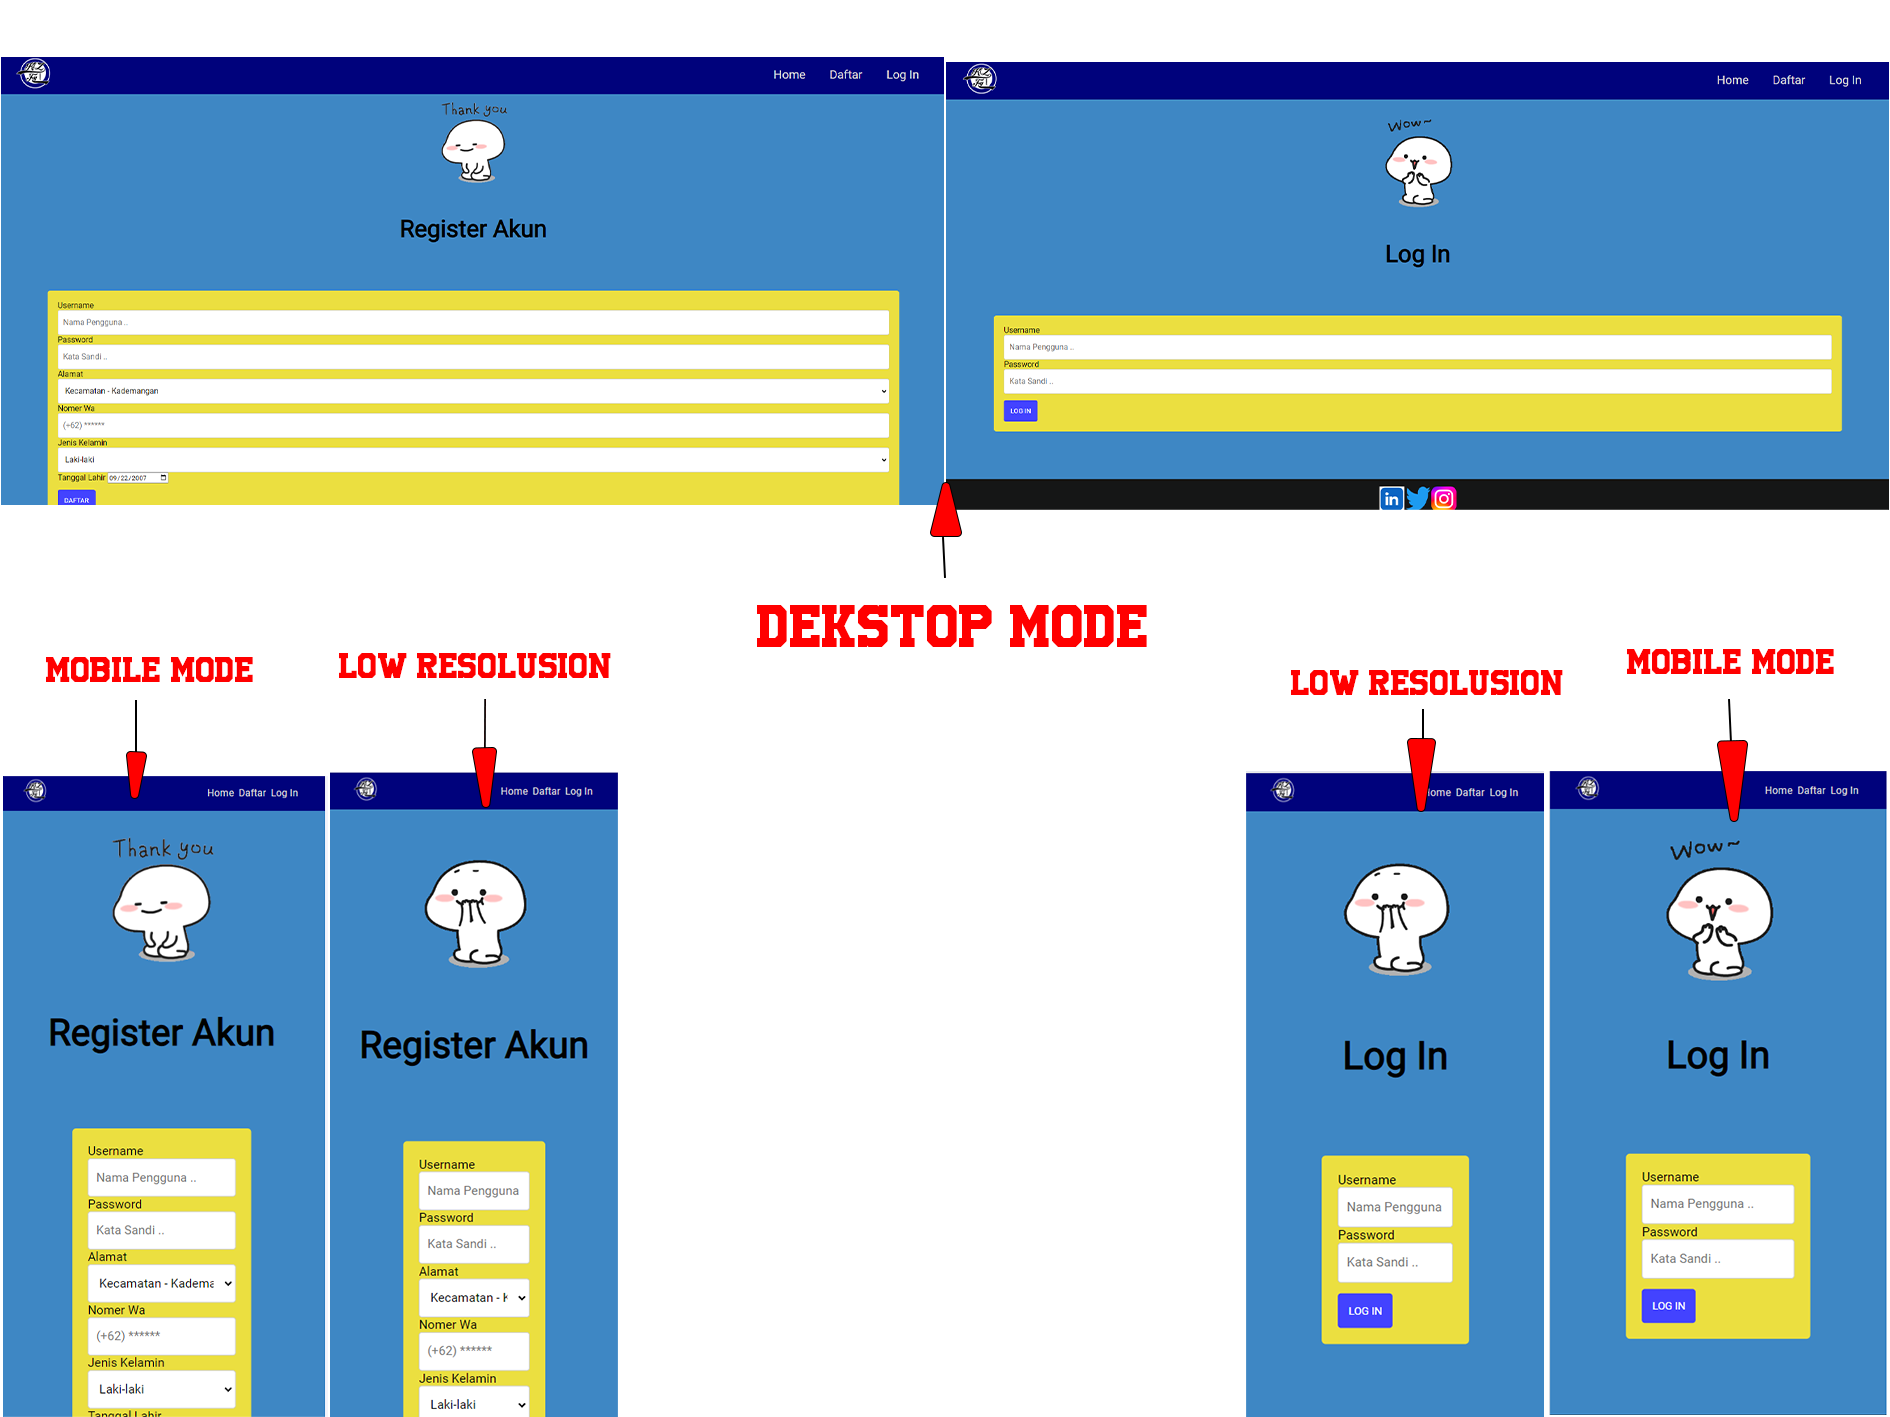 Home Daftar Log In
Thank you
Register Akun
Username
Nama Pengguna...
Password
Kata Sandi ..
Alamat
Kecamatan - Kademangan
Nomer Wa
(+62) ******
Jenis Kelamin
Laki-laki
Tanggal Lahir 09/22/2007
DAFTAR
Home Daftar Log In
Wow~
Log In
Username
Nama Pengguna ..
Password
Kata Sandi ..
LOG IN
in
DEKSTOP MODE
MOBILE MODE
LOW RESOLUSION
LOW RESOLUSION
MOBILE MODE
Home Daftar Log In
Thank you
Register Akun
Username
Nama Pengguna ..
Password
Kata Sandi ..
Alamat
Kecamatan - Kadema
Nomer Wa
(+62) ******
Jenis Kelamin
Laki-laki
Tanggal Lahir
Home Daftar Log In
Register Akun
Username
Nama Pengguna
Password
Kata Sandi ..
Alamat
Kecamatan - K
Nomer Wa
(+62) ******
Jenis Kelamin
Laki-laki
ome Daftar Log In
Log In
Username
Nama Pengguna
Password
Kata Sandi ..
LOG IN
Home Daftar Log In
Wow~
Log In
Username
Nama Pengguna ..
Password
Kata Sandi ..
LOG IN